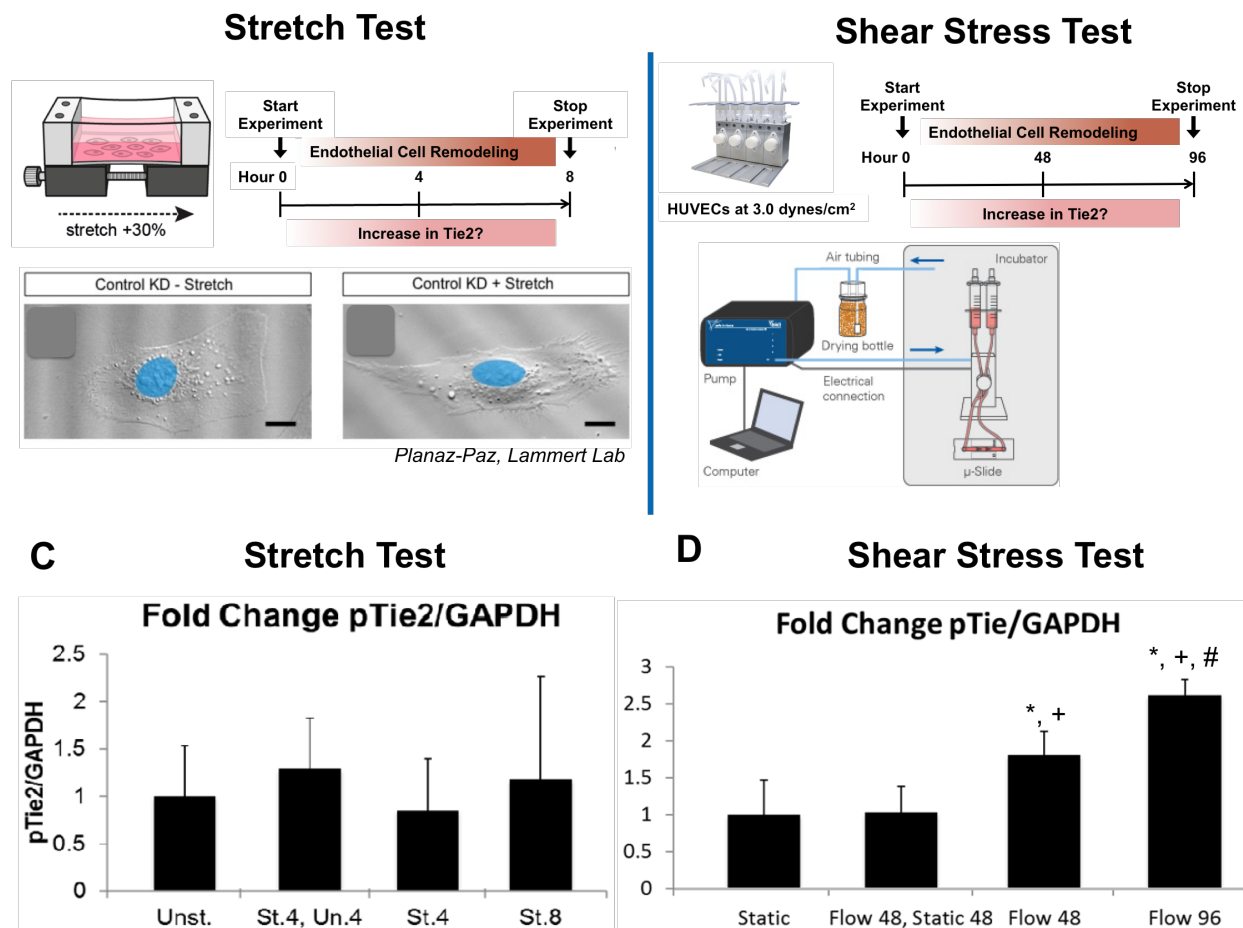 Stretch Test
Start
Experiment
Stop
Experiment
Endothelial Cell Remodeling
Hour 0
4
8
Increase in Tie2?
stretch +30%
Control KD - Stretch
Control KD + Stretch
Planaz-Paz, Lammert Lab
Shear Stress Test
Start
Experiment
Stop
Experiment
Endothelial Cell Remodeling
Hour 0
48
96
Increase in Tie2?
HUVECs at 3.0 dynes/cm²
Air tubing
Incubator
Drying bottle
Pump
Electrical
connection
Computer
µ-Slide
C
Stretch Test
Fold Change pTie2/GAPDH
pTie2/GAPDH
2.5
2
1.5
1
0.5
0
Unst.
St.4, Un.4
St.4
St.8
D
Shear Stress Test
Fold Change pTie/GAPDH
3
2.5
2
1.5
1
0.5
0
*, +
*, +, #
Static
Flow 48, Static 48
Flow 48
Flow 96